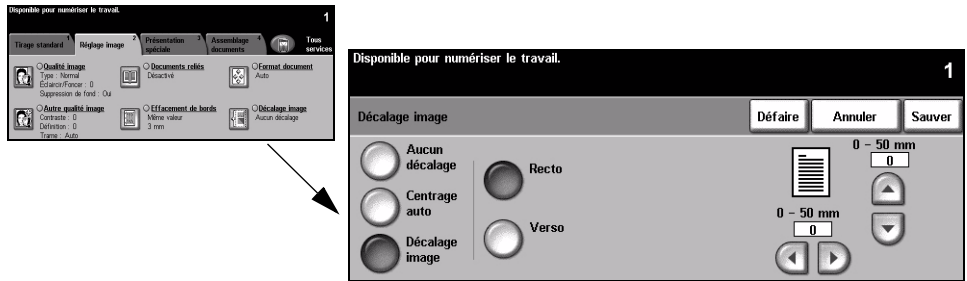 Disponible pour numériser le travail.
1
Tirage standard 1
Réglage image 2
Présentation spéciale 3
Assemblage documents 4
Tous services
Qualité image
Type : Normal
Éclaircir/Foncer : 0
Suppression de fond : Oui
Documents reliés
Désactivé
Format document
Auto
Autre qualité image
Contraste : 0
Définition : 0
Trame : Auto
Effacement de bords
Même valeur
3 mm
Décalage image
Aucun décalage
Disponible pour numériser le travail.
1
Décalage image
Défaire
Annuler
Sauver
Aucun
décalage
Centrage
auto
Décalage
image
Recto
Verso
0 - 50 mm
0
0 - 50 mm
0